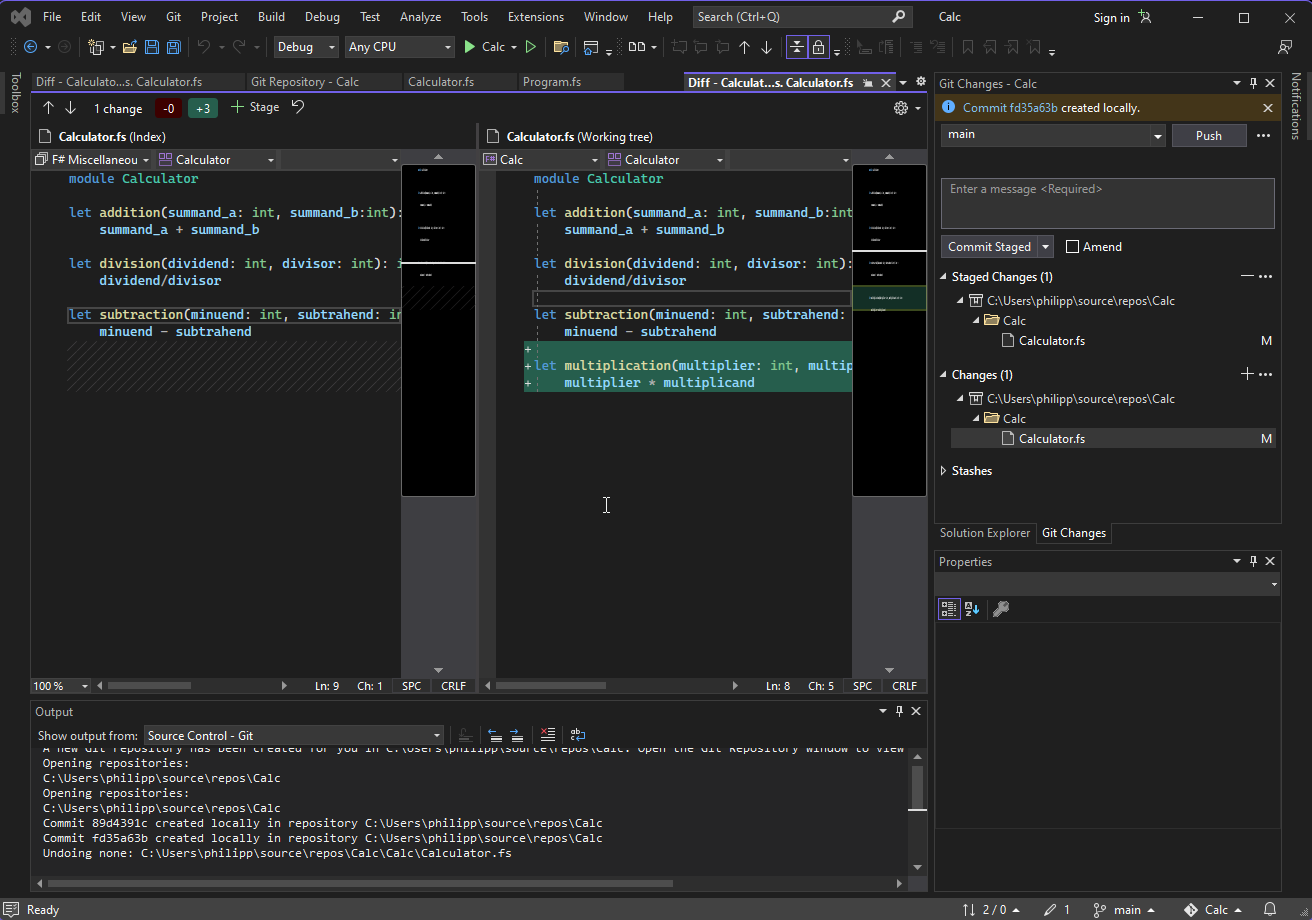 File Edit View Git Project Build Debug Test Analyze Tools Extensions Window Help Search (Ctrl+Q) Calc Sign in
Debug Any CPU Calc
Toolbox
Diff - Calculato...s. Calculator.fs Git Repository - Calc Calculator.fs Program.fs Diff - Calculat...s. Calculator.fs
1 change -0 +3 Stage
Calculator.fs (Index)
F# Miscellaneou Calculator
module Calculator
let addition(summand_a: int, summand_b:int):
summand_a + summand_b
let division(dividend: int, divisor: int): i
dividend/divisor
let subtraction(minuend: int, subtrahend: in
minuend - subtrahend
100 % Ln: 9 Ch: 1 SPC CRLF
Calculator.fs (Working tree)
F# Calc Calculator
module Calculator
let addition(summand_a: int, summand_b:int
summand_a + summand_b
let division(dividend: int, divisor: int):
dividend/divisor
let subtraction(minuend: int, subtrahend:
minuend - subtrahend
+
+let multiplication(multiplier: int, multip
+ multiplier * multiplicand
Ln: 8 Ch: 5 SPC CRLF
Git Changes - Calc
Commit fd35a63b created locally.
main Push
Enter a message <Required>
Commit Staged Amend
Staged Changes (1)
C:\Users\philipp\source\repos\Calc
Calc
Calculator.fs M
Changes (1)
C:\Users\philipp\source\repos\Calc
Calc
Calculator.fs M
Stashes
Solution Explorer Git Changes
Properties
Notifications
Output
Show output from: Source Control - Git
A new Git repository has been created for you in C:\Users\philipp\source\repos\Calc. Open the Git Repository Window to view
Opening repositories:
C:\Users\philipp\source\repos\Calc
Opening repositories:
C:\Users\philipp\source\repos\Calc
Commit 89d4391c created locally in repository C:\Users\philipp\source\repos\Calc
Commit fd35a63b created locally in repository C:\Users\philipp\source\repos\Calc
Undoing none: C:\Users\philipp\source\repos\Calc\Calc\Calculator.fs
Ready 2 / 0 1 main Calc